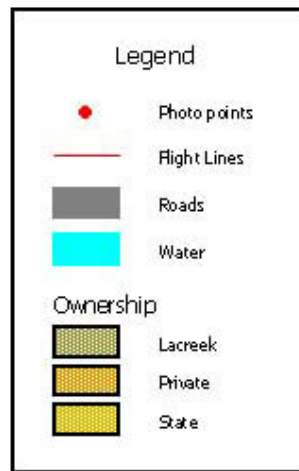 Legend
Photo points
Flight Lines
Roads
Water
Ownership
Lacreek
Private
State